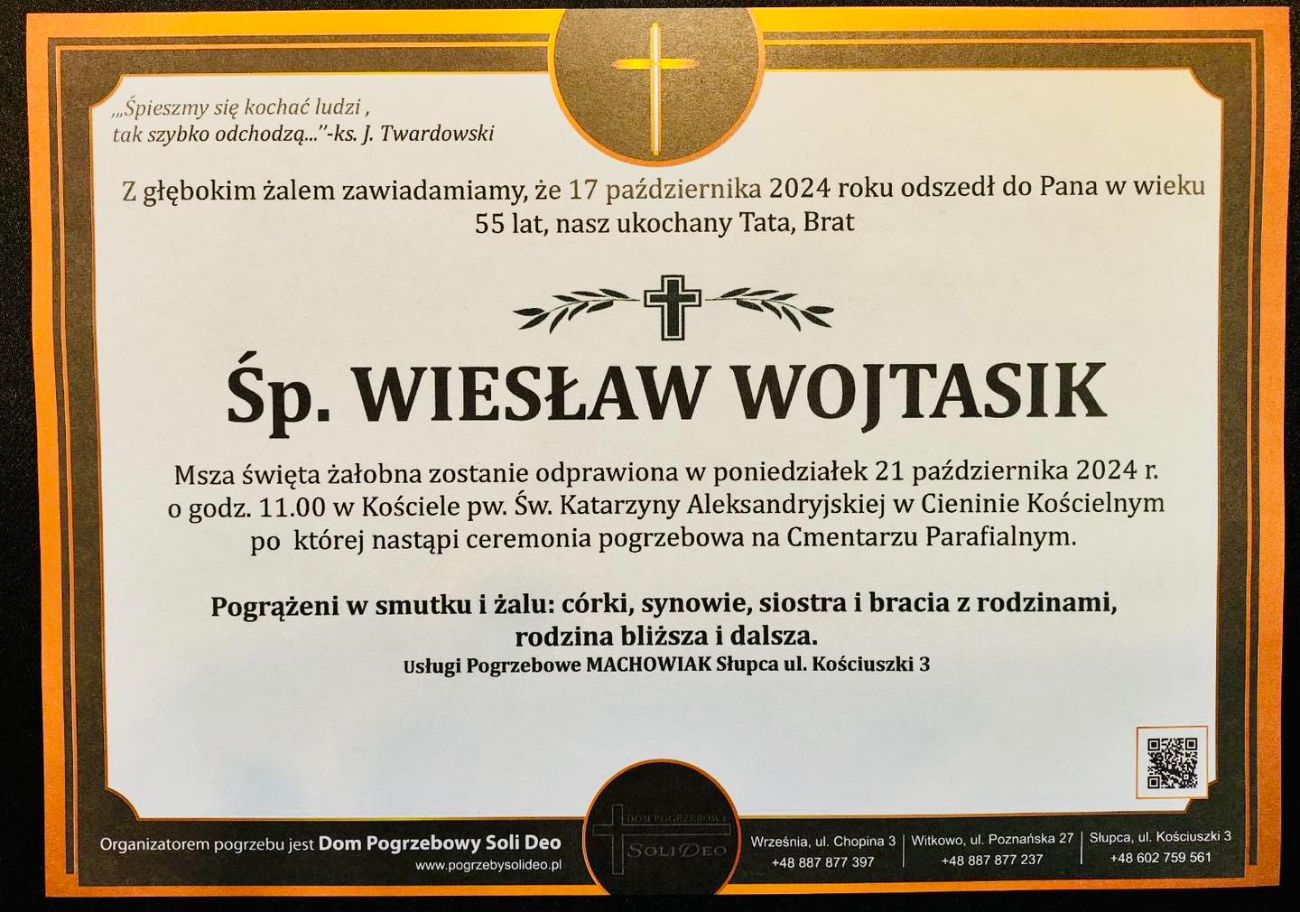 „„Śpieszmy się kochać ludzi ,
tak szybko odchodzą...”-ks. J. Twardowski
Z głębokim żalem zawiadamiamy, że 17 października 2024 roku odszedł do Pana w wieku
55 lat, nasz ukochany Tata, Brat
Śp. WIESŁAW WOJTASIK
Msza święta żałobna zostanie odprawiona w poniedziałek 21 października 2024 r.
o godz. 11.00 w Kościele pw. Św. Katarzyny Aleksandryjskiej w Cieninie Kościelnym
po której nastąpi ceremonia pogrzebowa na Cmentarzu Parafialnym.
Pogrążeni w smutku i żalu: córki, synowie, siostra i bracia z rodzinami,
rodzina bliższa i dalsza.
Usługi Pogrzebowe MACHOWIAK Słupca ul. Kościuszki 3
Organizatorem pogrzebu jest Dom Pogrzebowy Soli Deo
www.pogrzebysolideo.pl
DOM POGRZEBOWY
SOLI DEO
Września, ul. Chopina 3
+48 887 877 397
Witkowo, ul. Poznańska 27
+48 887 877 237
Słupca, ul. Kościuszki 3
+48 602 759 561